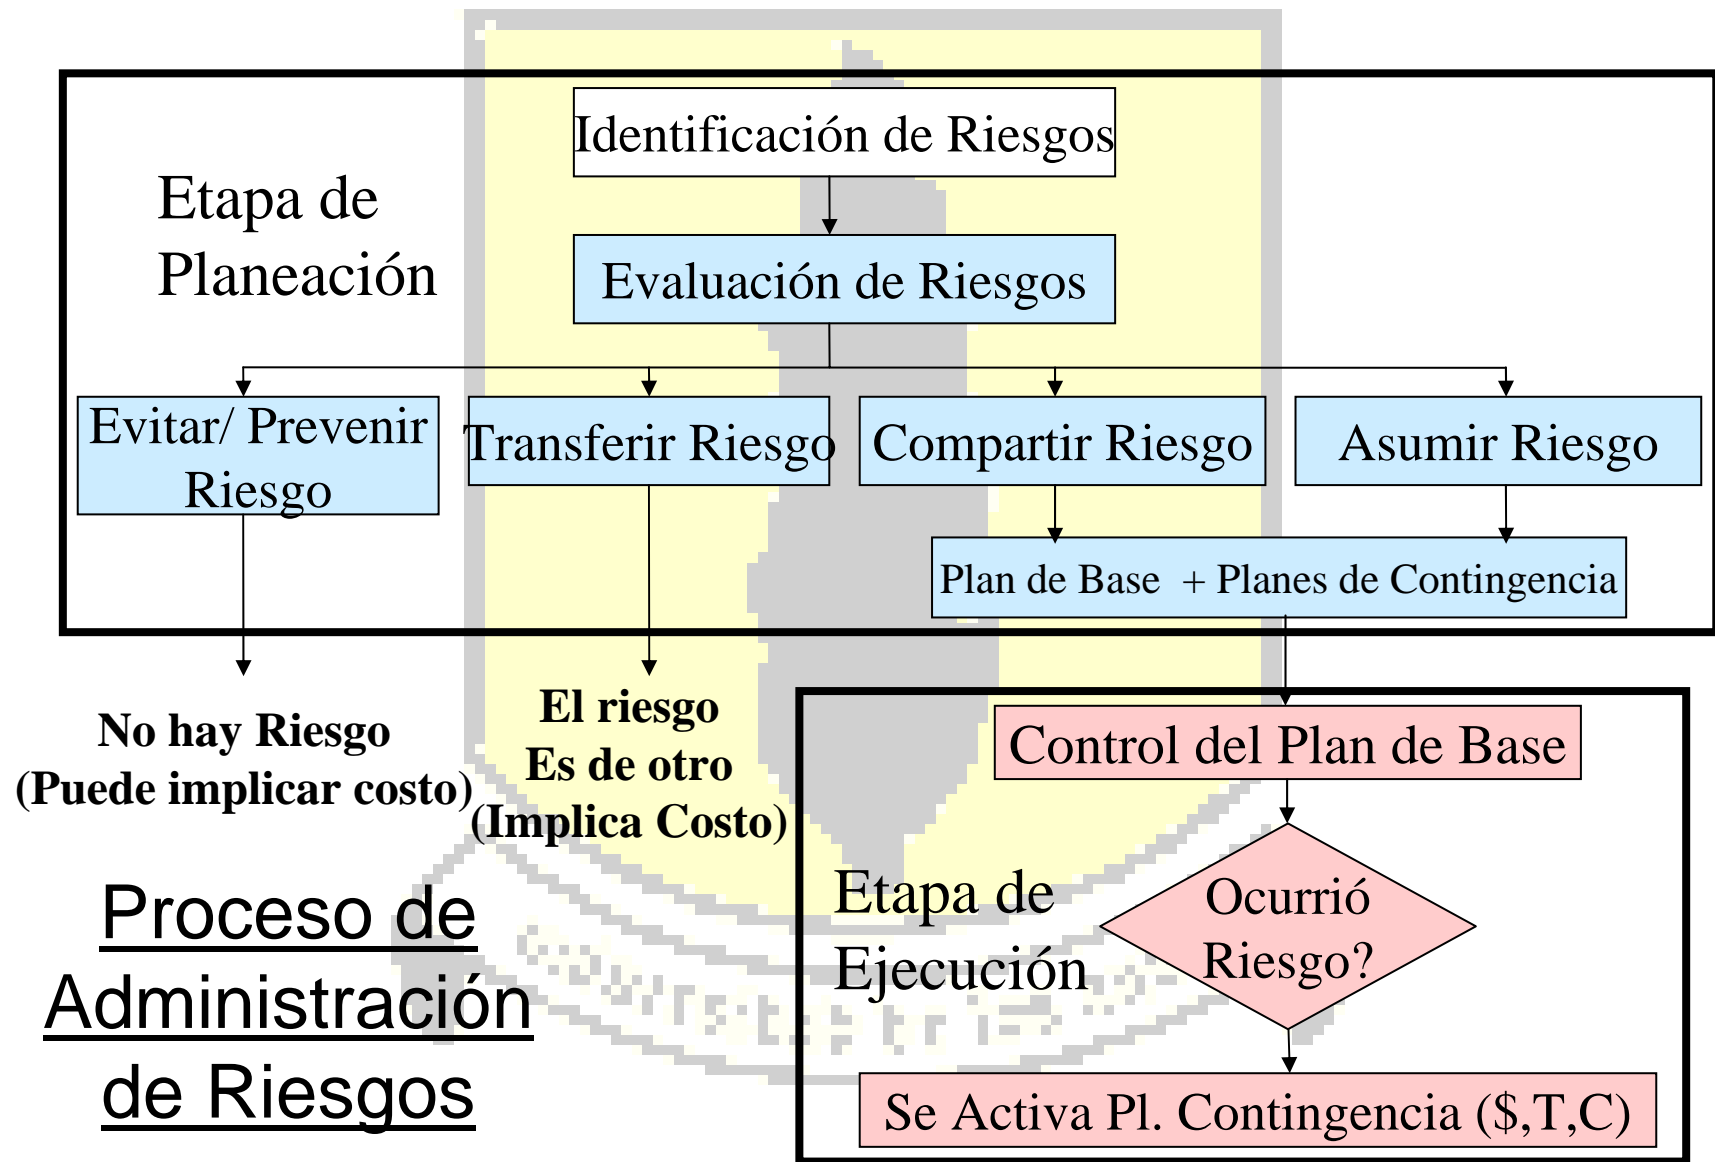 Identificación de Riesgos
Etapa de
Planeación
Evaluación de Riesgos
Evitar/ Prevenir
Riesgo
Transferir Riesgo
Compartir Riesgo
Asumir Riesgo
Plan de Base + Planes de Contingencia
No hay Riesgo
(Puede implicar costo)
El riesgo
Es de otro
(Implica Costo)
Control del Plan de Base
Etapa de
Ejecución
Ocurrió
Riesgo?
Se Activa Pl. Contingencia ($,T,C)
Proceso de
Administración
de Riesgos